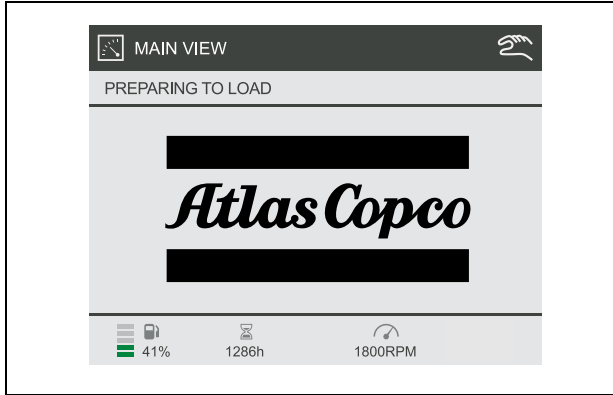 MAIN VIEW
PREPARING TO LOAD
Atlas Copco
41% 1286h 1800RPM